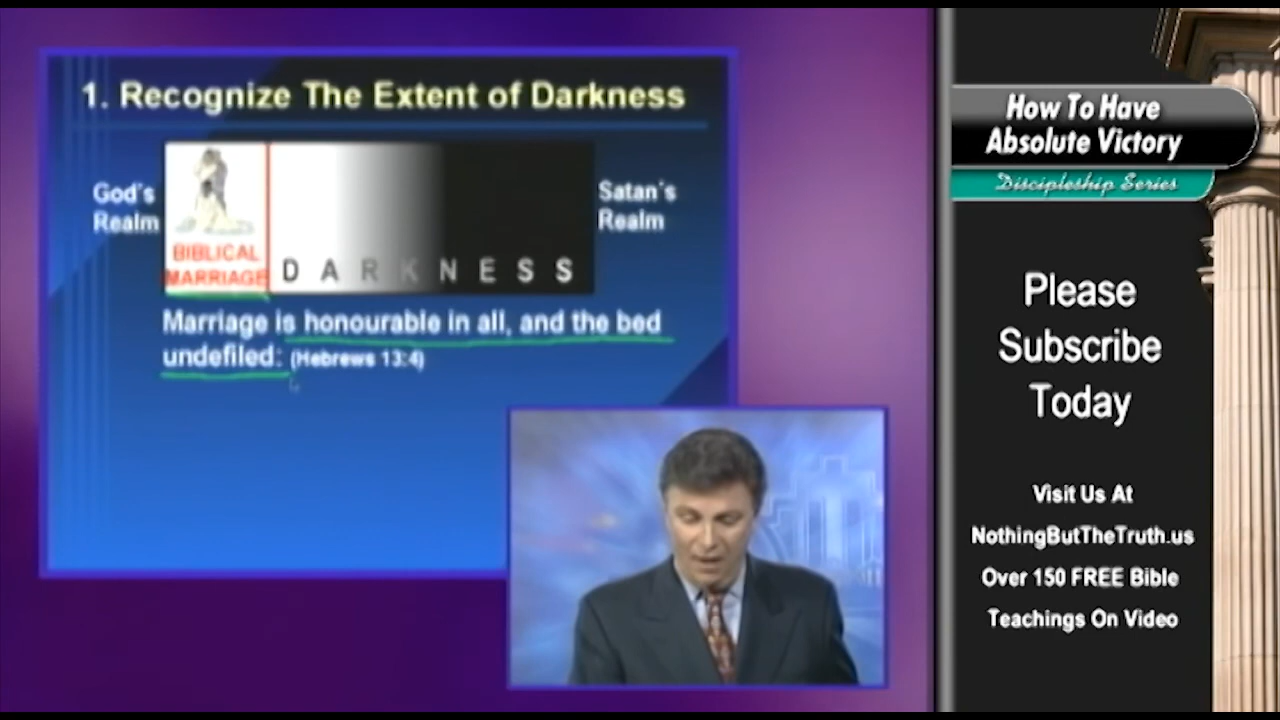 1. Recognize The Extent of Darkness
God's
Realm
BIBLICAL
MARRIAGE
D A R K N E S S
Satan's
Realm
Marriage is honourable in all, and the bed
undefiled: (Hebrews 13:4)
How To Have
Absolute Victory
Discipleship Series
Please
Subscribe
Today
Visit Us At
NothingButTheTruth.us
Over 150 FREE Bible
Teachings On Video